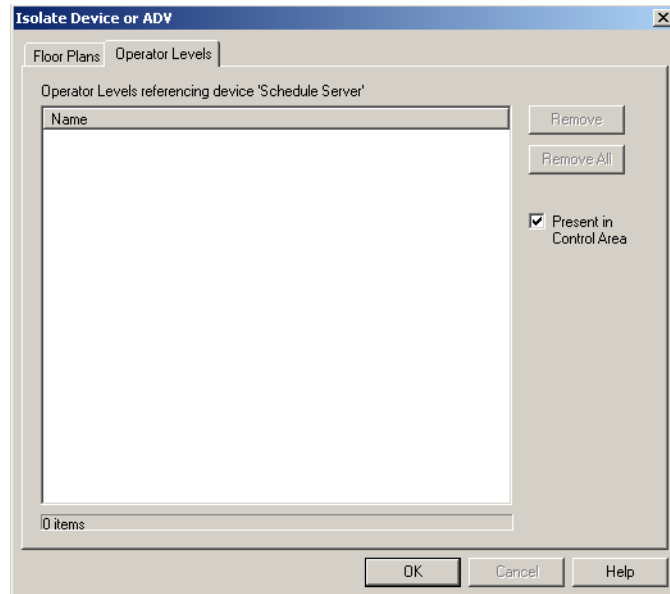 Isolate Device or ADV
Floor Plans
Operator Levels
Operator Levels referencing device 'Schedule Server'
Name
Remove
Remove All
Present in
Control Area
0 items
OK
Cancel
Help